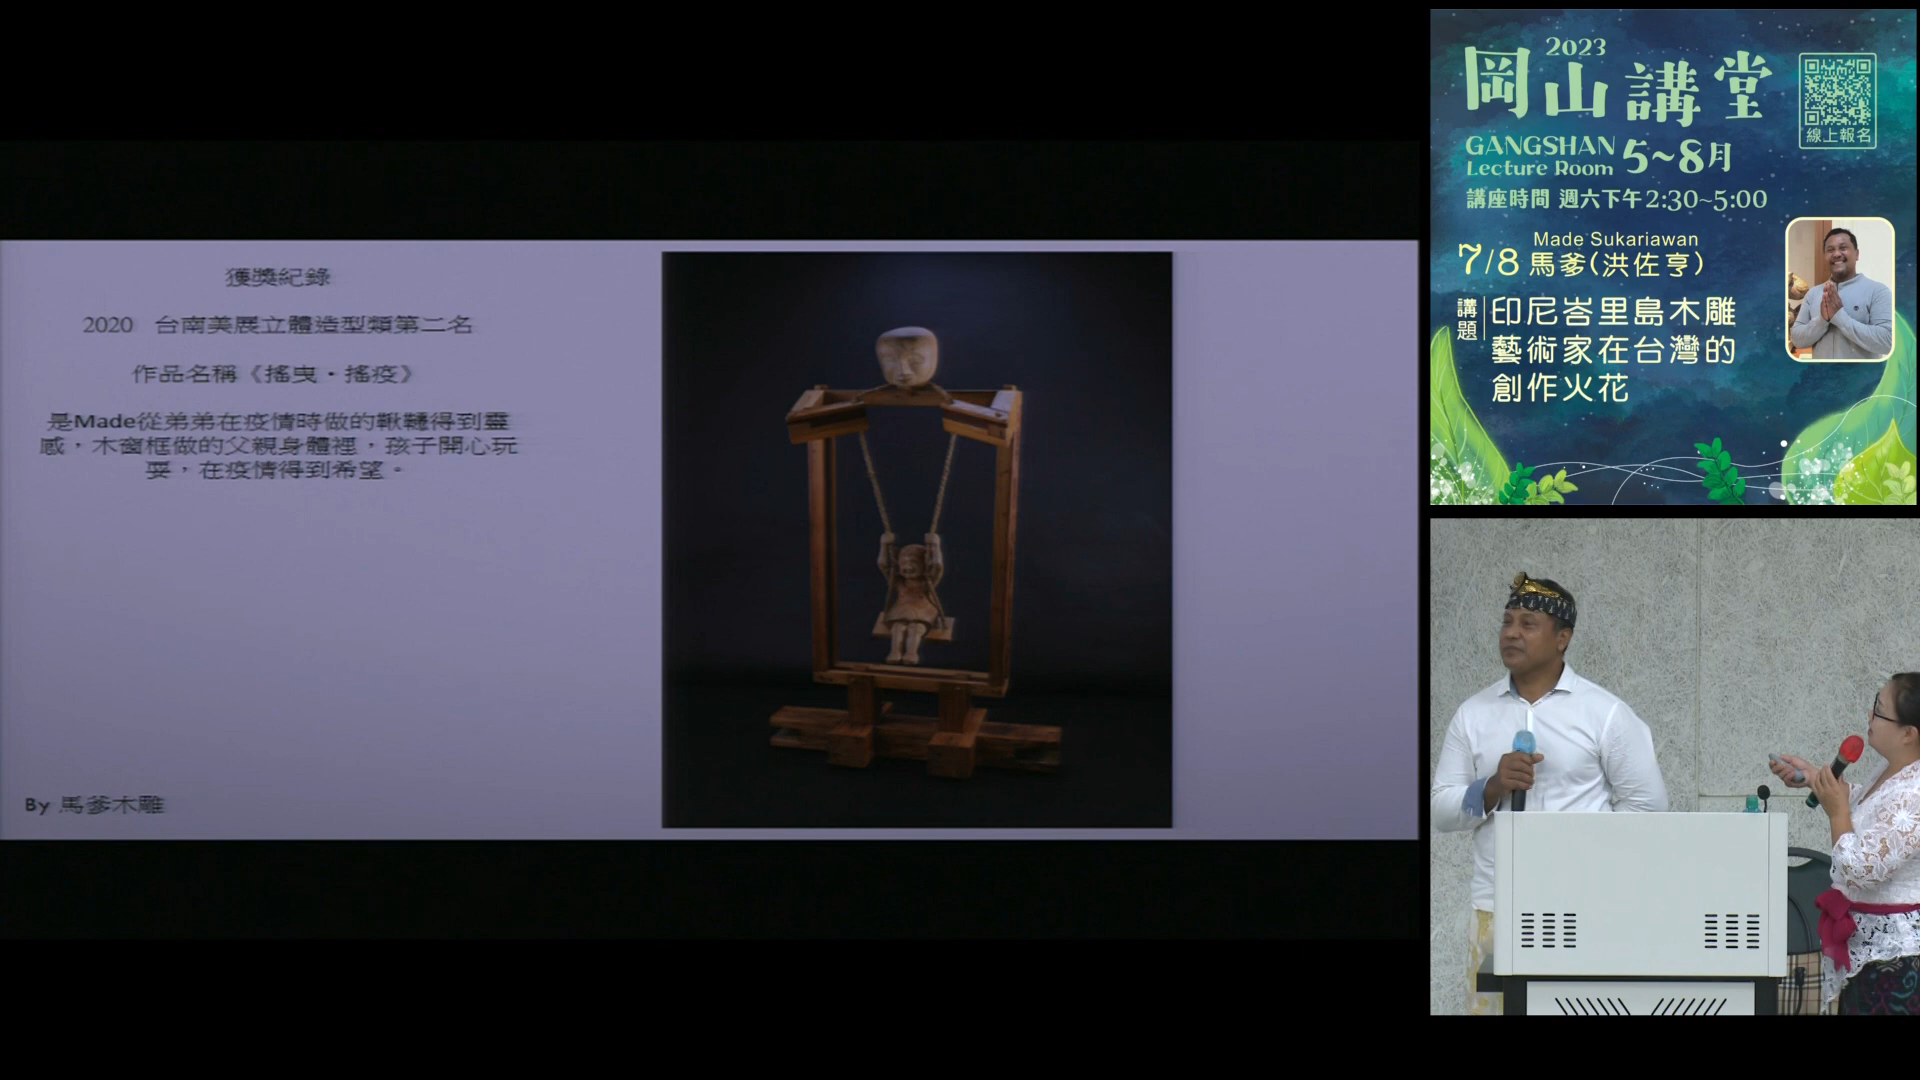 獲獎紀錄
2020 台南美展立體造型類第二名
作品名稱《搖曳・搖疫》
是Made從弟弟在疫情時做的鞦韆得到靈
感，木窗框做的父親身體裡，孩子開心玩
耍，在疫情得到希望。
By 馬爹木雕
2023
岡山講堂
線上報名
GANGSHAN
Lecture Room
5~8月
講座時間 週六下午2:30~5:00
Made Sukariawan
7/8 馬爹(洪佐亨)
講題
印尼峇里島木雕
藝術家在台灣的
創作火花